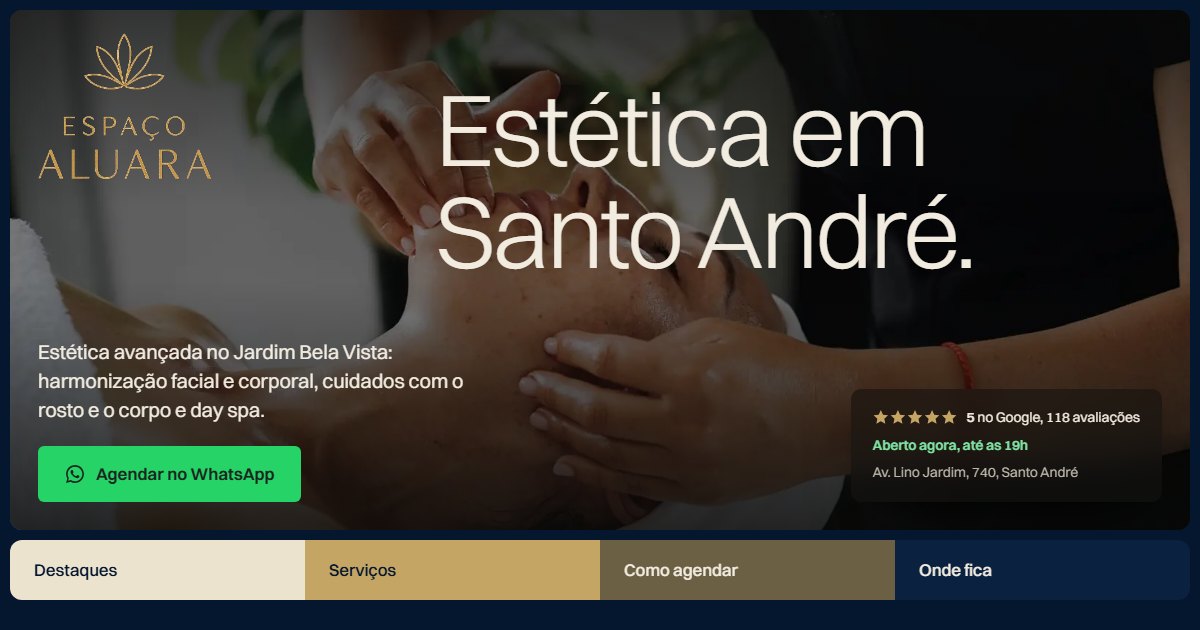 ESPAÇO
ALUARA
Estética em
Santo André.
Estética avançada no Jardim Bela Vista:
harmonização facial e corporal, cuidados com o
rosto e o corpo e day spa.
Agendar no WhatsApp
5 no Google, 118 avaliações
Aberto agora, até as 19h
Av. Lino Jardim, 740, Santo André
Destaques
Serviços
Como agendar
Onde fica